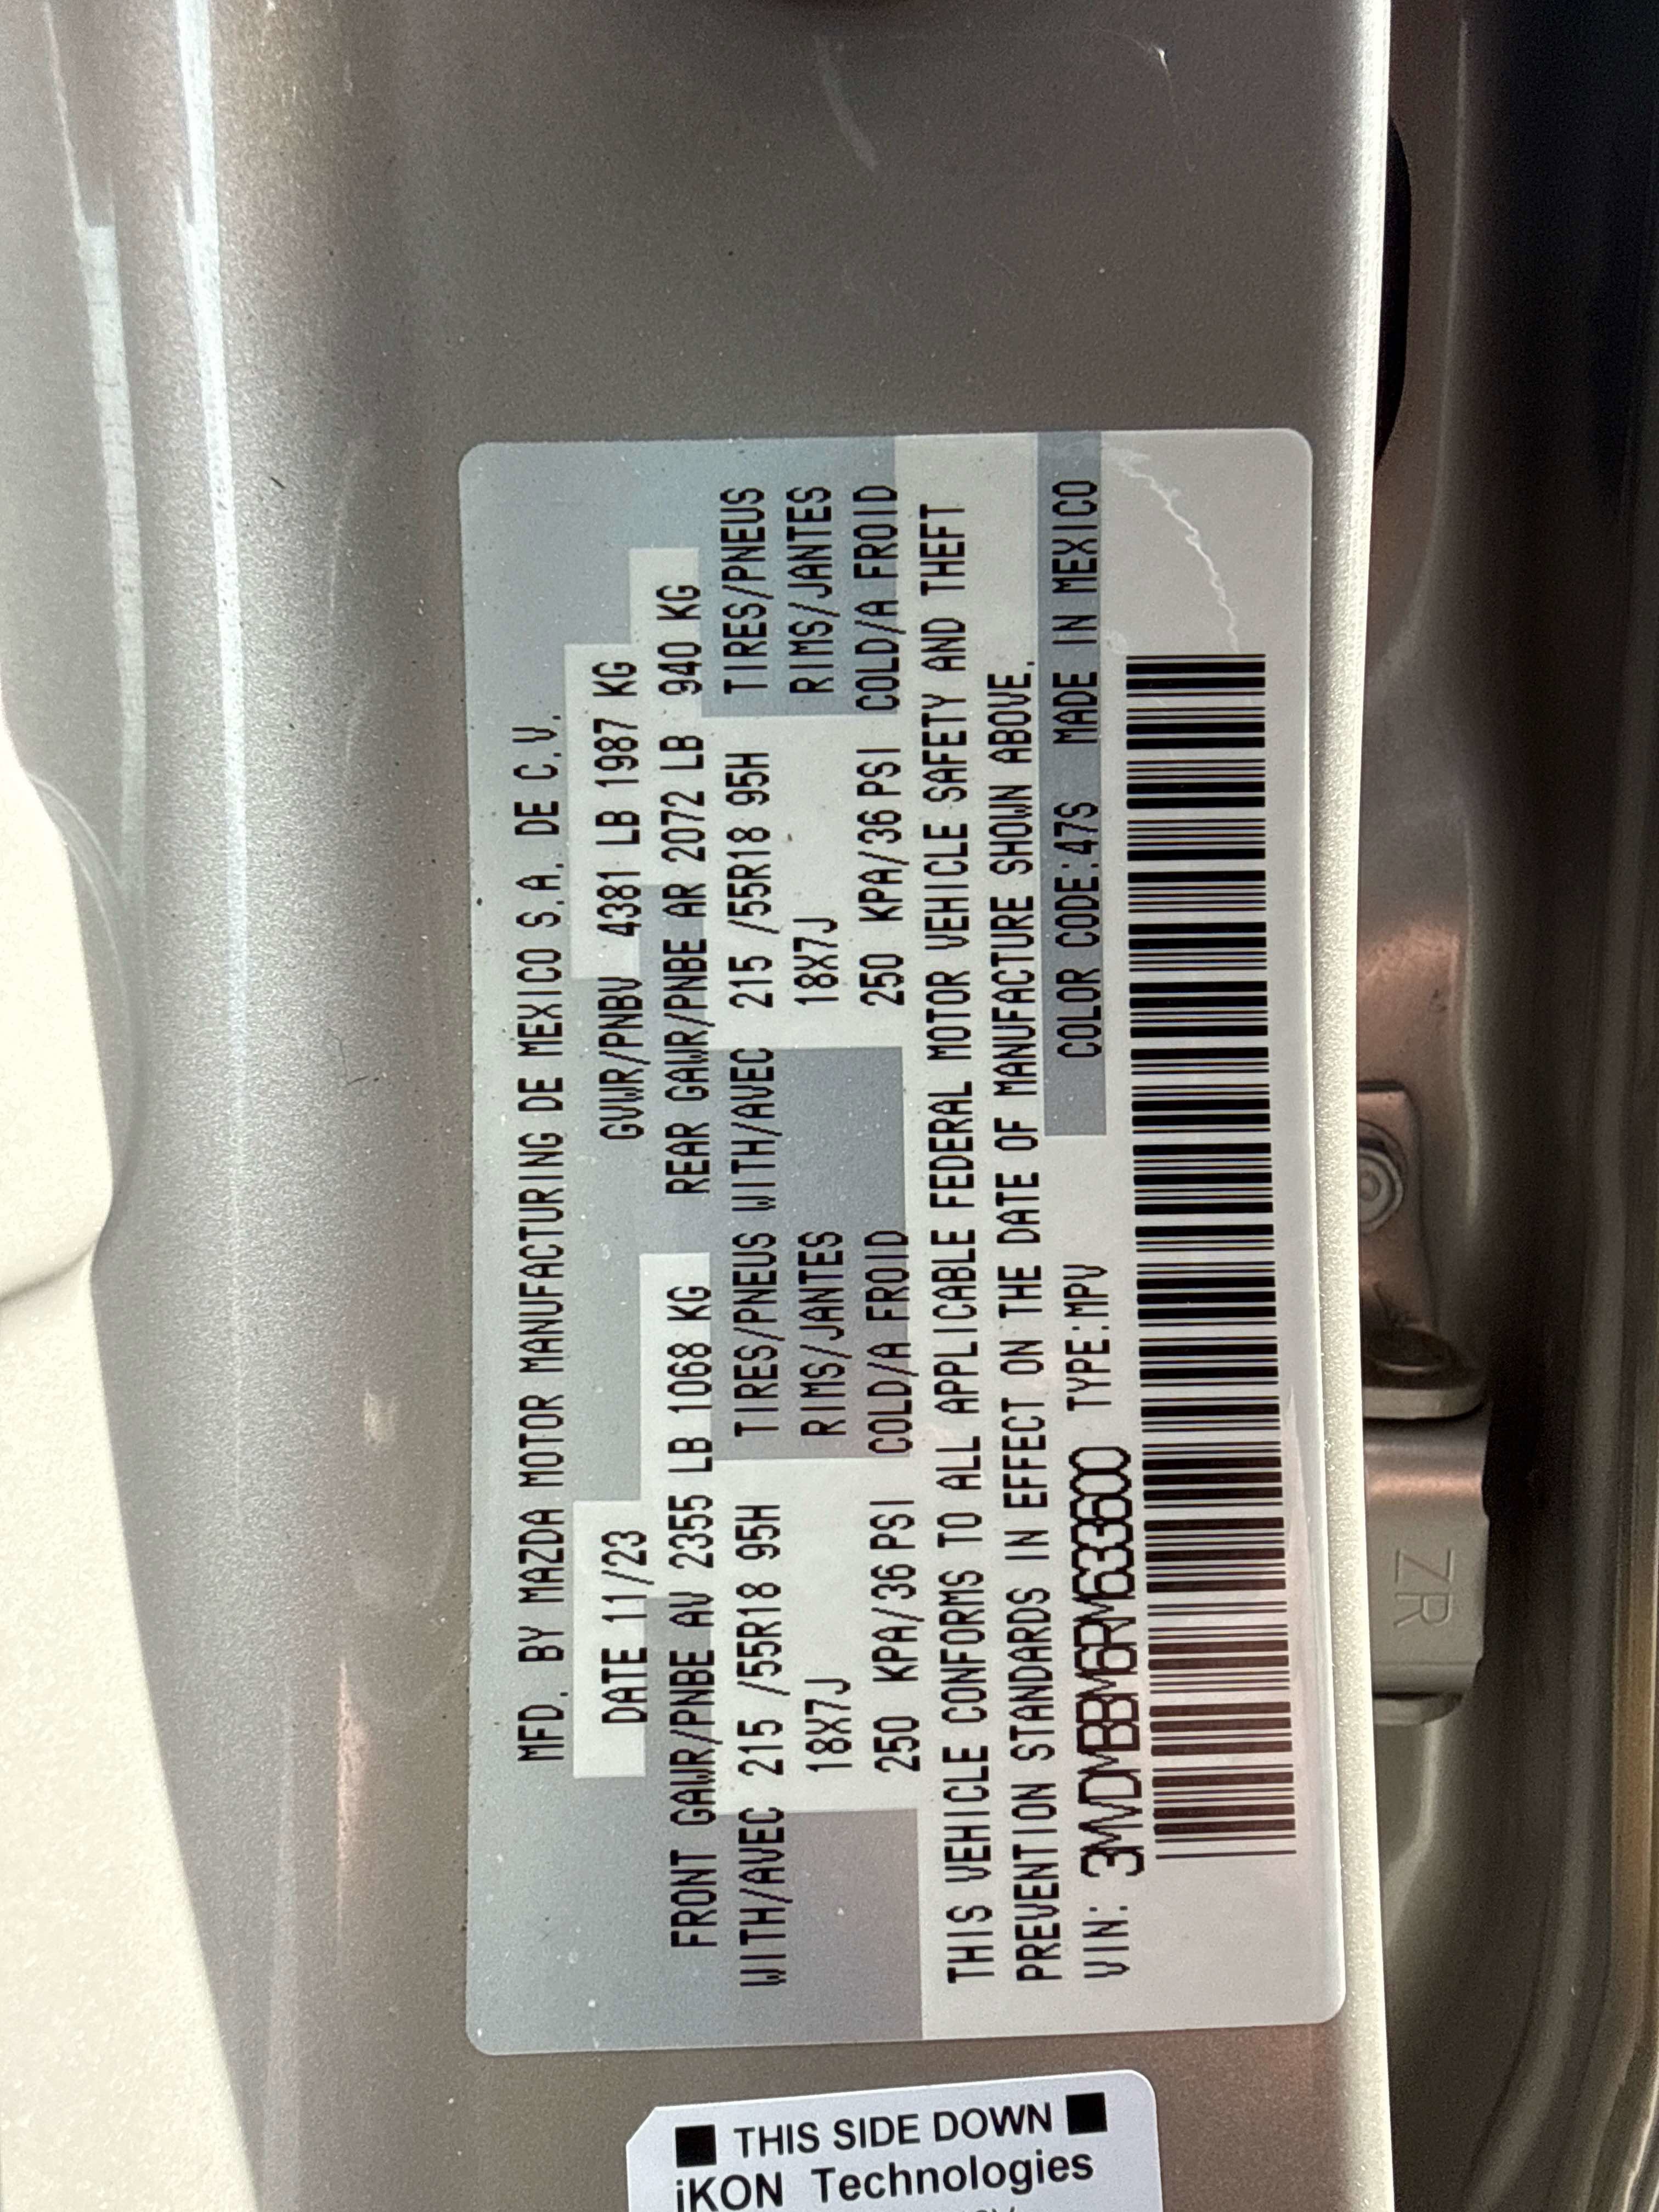 MFD. BY MAZDA MOTOR MANUFACTURING DE MEXICO S.A. DE C.V.
DATE 11/23 GVWR/PNBV 4381 LB 1987 KG
FRONT GAWR/PNBE AV 2355 LB 1068 KG REAR GAWR/PNBE AR 2072 LB 940 KG
WITH/AVEC 215 /55R18 95H TIRES/PNEUS WITH/AVEC 215 /55R18 95H TIRES/PNEUS
18X7J RIMS/JANTES 18X7J RIMS/JANTES
250 KPA/36 PSI COLD/A FROID 250 KPA/36 PSI COLD/A FROID
THIS VEHICLE CONFORMS TO ALL APPLICABLE FEDERAL MOTOR VEHICLE SAFETY AND THEFT
PREVENTION STANDARDS IN EFFECT ON THE DATE OF MANUFACTURE SHOWN ABOVE.
VIN: 3MVDMBBM6RM633600 TYPE:MPV COLOR CODE:47S MADE IN MEXICO
THIS SIDE DOWN
iKON Technologies
ZR